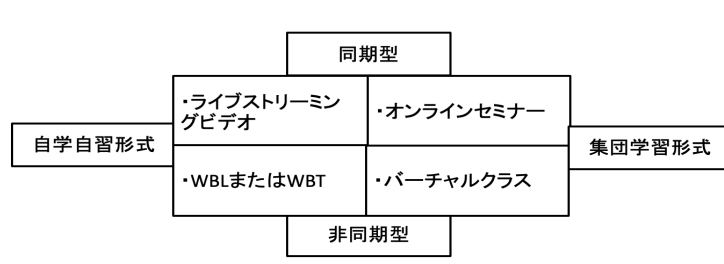 同期型
・ライブストリーミン
グビデオ
・オンラインセミナー
自学自習形式
集団学習形式
・WBLまたはWBT
・バーチャルクラス
非同期型